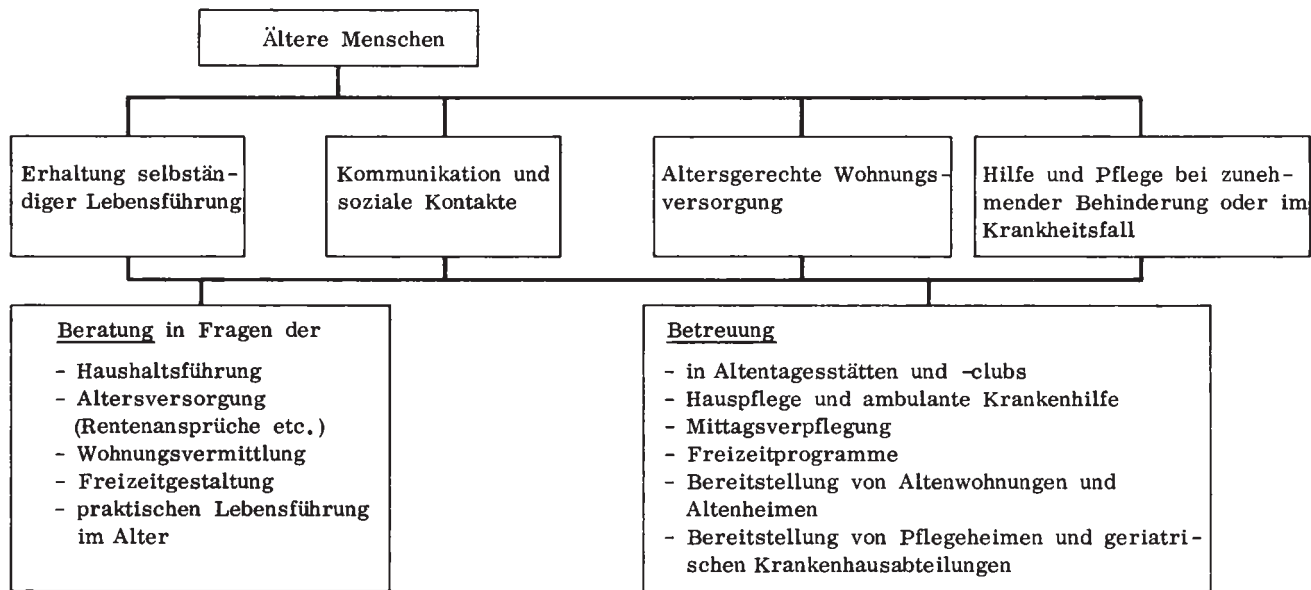 Ältere Menschen
Erhaltung selbstän-
diger Lebensführung
Kommunikation und
soziale Kontakte
Altersgerechte Wohnungs-
versorgung
Hilfe und Pflege bei zuneh-
mender Behinderung oder im
Krankheitsfall
Beratung in Fragen der
- Haushaltsführung
- Altersversorgung
(Rentenansprüche etc.)
- Wohnungsvermittlung
- Freizeitgestaltung
- praktischen Lebensführung
im Alter
Betreuung
- in Altentagesstätten und -clubs
- Hauspflege und ambulante Krankenhilfe
- Mittagsverpflegung
- Freizeitprogramme
- Bereitstellung von Altenwohnungen und
Altenheimen
- Bereitstellung von Pflegeheimen und geriatri-
schen Krankenhausabteilungen